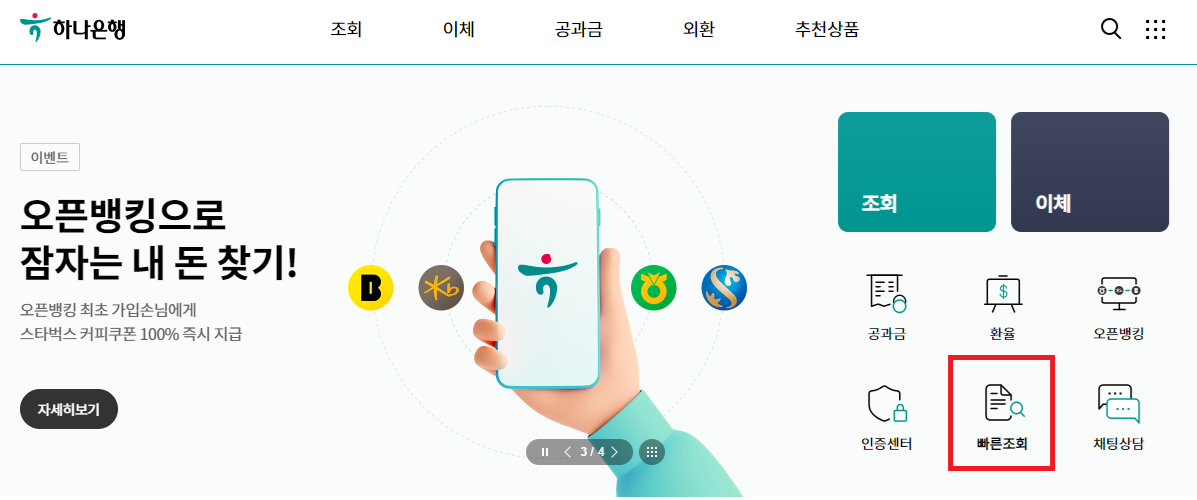 하나은행
조회 이체 공과금 외환 추천상품
이벤트
오픈뱅킹으로
잠자는 내 돈 찾기!
오픈뱅킹 최초 가입손님에게
스타벅스 커피쿠폰 100% 즉시 지급
자세히보기
B
3 / 4
조회
이체
공과금
환율
오픈뱅킹
인증센터
빠른조회
채팅상담